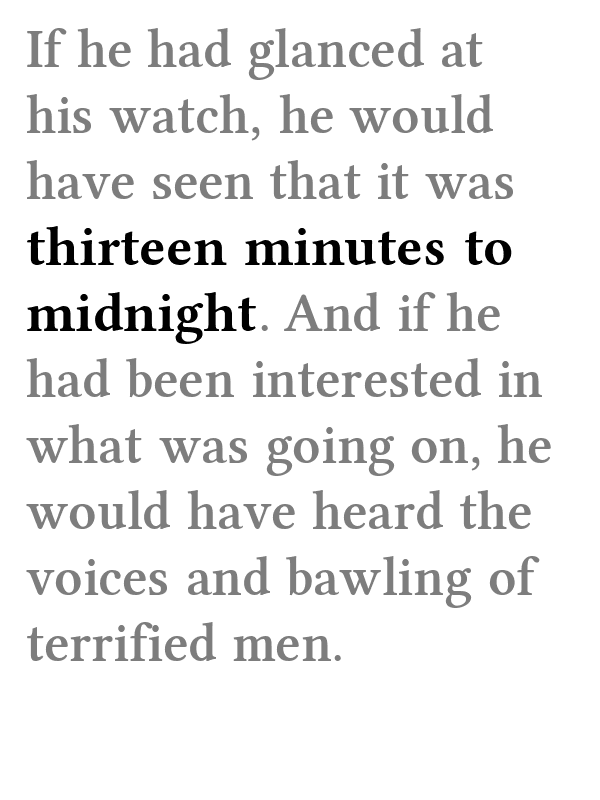 If he had glanced at
his watch, he would
have seen that it was
thirteen minutes to
midnight. And if he
had been interested in
what was going on, he
would have heard the
voices and bawling of
terrified men.